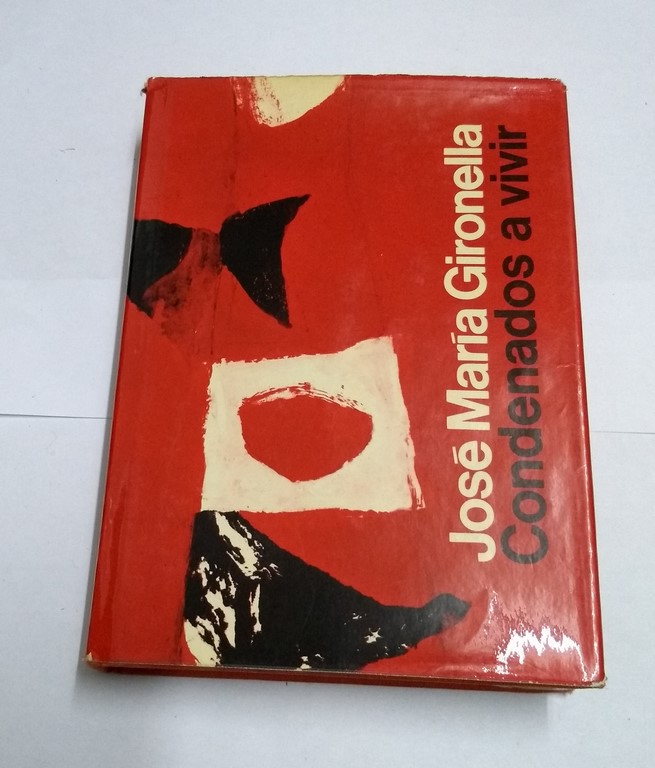 José María Gironella
Condenados a vivir